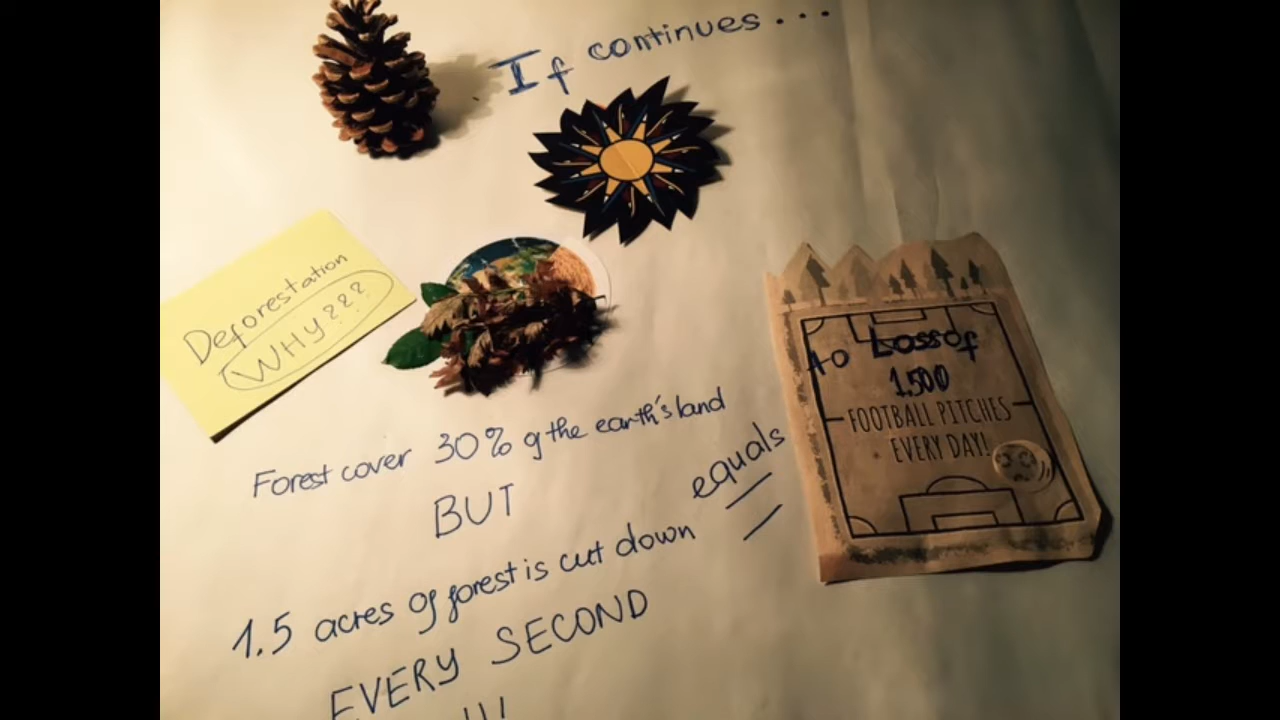 If continues...
Deforestation
WHY???
Forest cover 30% of the earth's land
BUT
1.5 acres of forest is cut down
EVERY SECOND
!!!
equals
Loss of
1.500
FOOTBALL PITCHES
EVERY DAY!